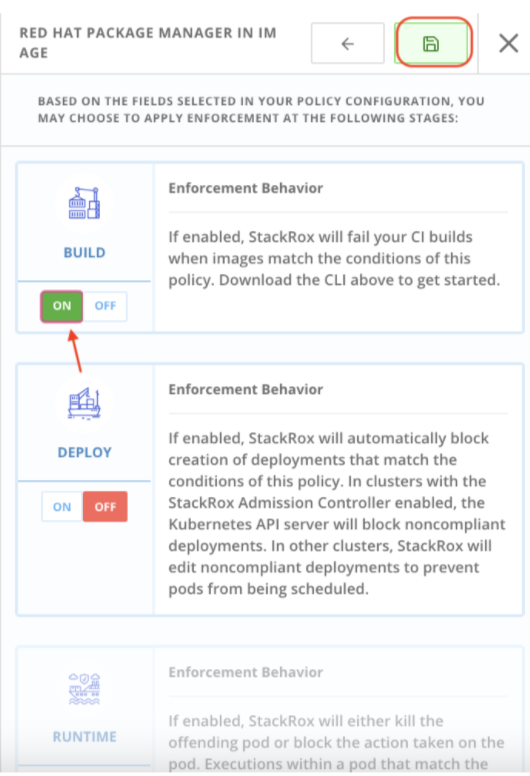 RED HAT PACKAGE MANAGER IN IM
AGE
BASED ON THE FIELDS SELECTED IN YOUR POLICY CONFIGURATION, YOU
MAY CHOOSE TO APPLY ENFORCEMENT AT THE FOLLOWING STAGES:
BUILD
ON OFF
Enforcement Behavior
If enabled, StackRox will fail your CI builds
when images match the conditions of this
policy. Download the CLI above to get started.
DEPLOY
ON OFF
Enforcement Behavior
If enabled, StackRox will automatically block
creation of deployments that match the
conditions of this policy. In clusters with the
StackRox Admission Controller enabled, the
Kubernetes API server will block noncompliant
deployments. In other clusters, StackRox will
edit noncompliant deployments to prevent
pods from being scheduled.
RUNTIME
Enforcement Behavior
If enabled, StackRox will either kill the
offending pod or block the action taken on the
pod. Executions within a pod that match the